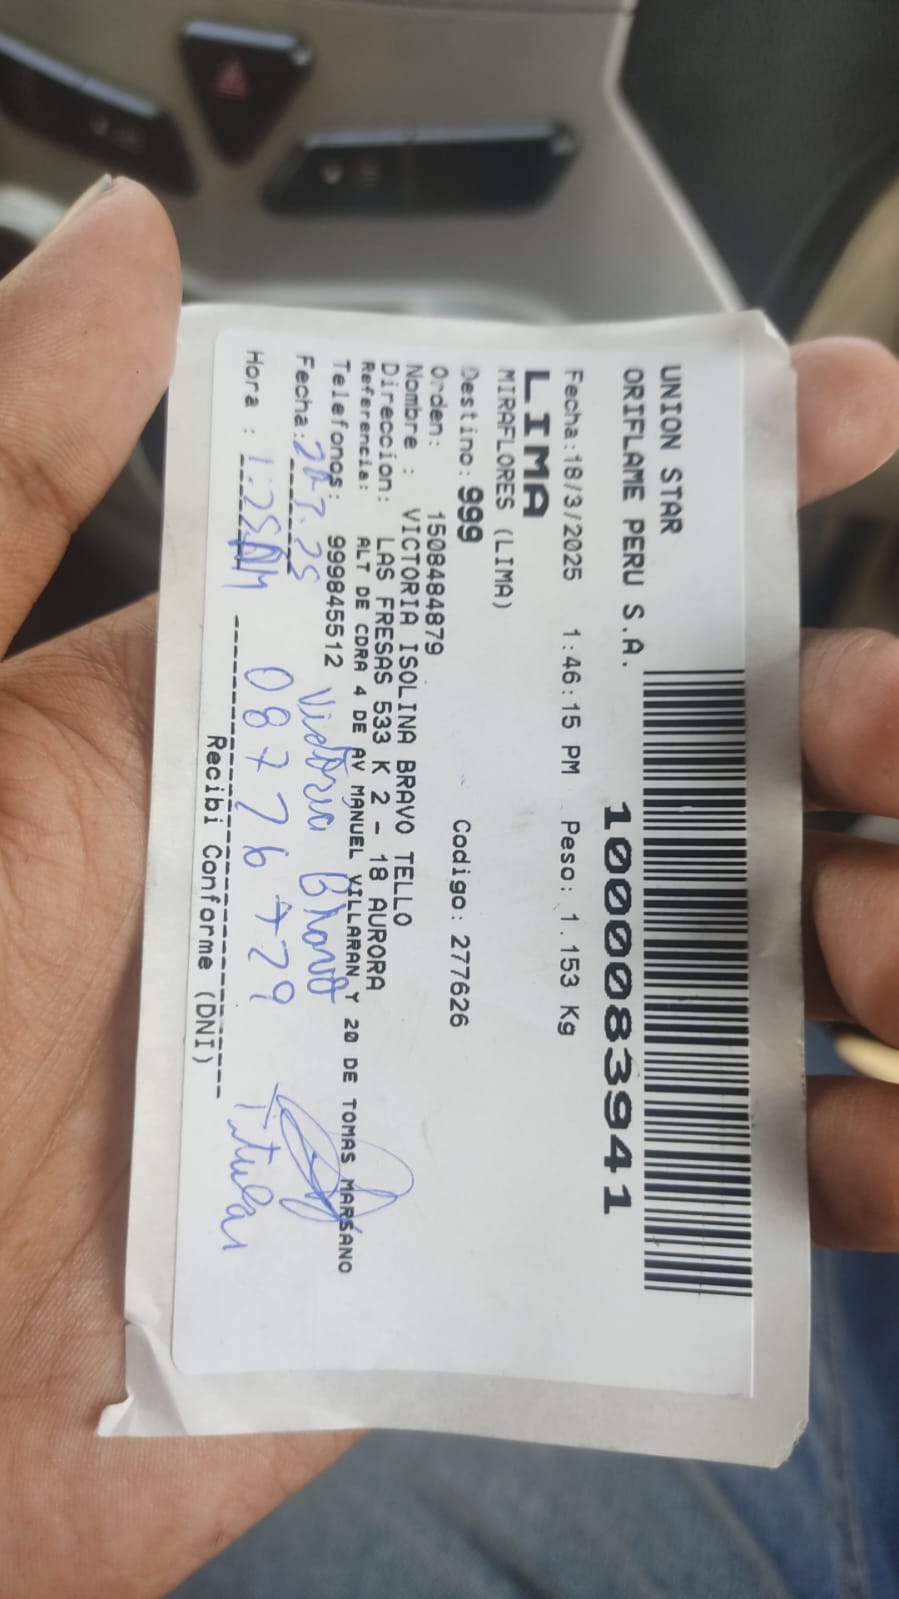 UNION STAR
ORIFLAME PERU S.A.
1000083941
Fecha:18/3/2025 1:46:15 PM Peso: 1.153 Kg
LIMA
MIRAFLORES (LIMA)
Destino:999 Codigo:277626
Orden: 1508484879
Nombre : VICTORIA ISOLINA BRAVO TELLO
Direccion: LAS FRESAS 533 K 2 - 18 AURORA
Referencia: ALT DE CDRA 4 DE AV MANUEL VILLARAN Y 20 DE TOMAS MARSANO
Telefonos: 999845512
Victoria Bravo
Fecha:
Hora : 1:25 08776729 Titular
Recibi Conforme (DNI)